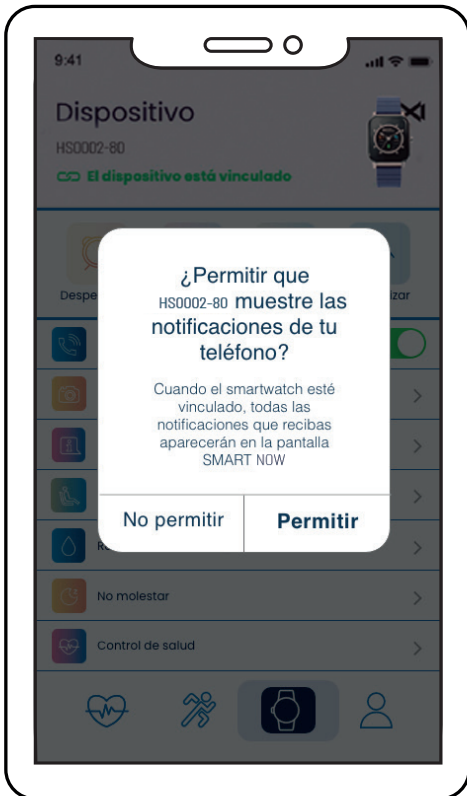 9:41
Dispositivo
HS0002-80
El dispositivo está vinculado
¿Permitir que
HS0002-80 muestre las
notificaciones de tu
teléfono?
Cuando el smartwatch esté
vinculado, todas las
notificaciones que recibas
aparecerán en la pantalla
SMART NOW
No permitir
Permitir
No molestar
Control de salud